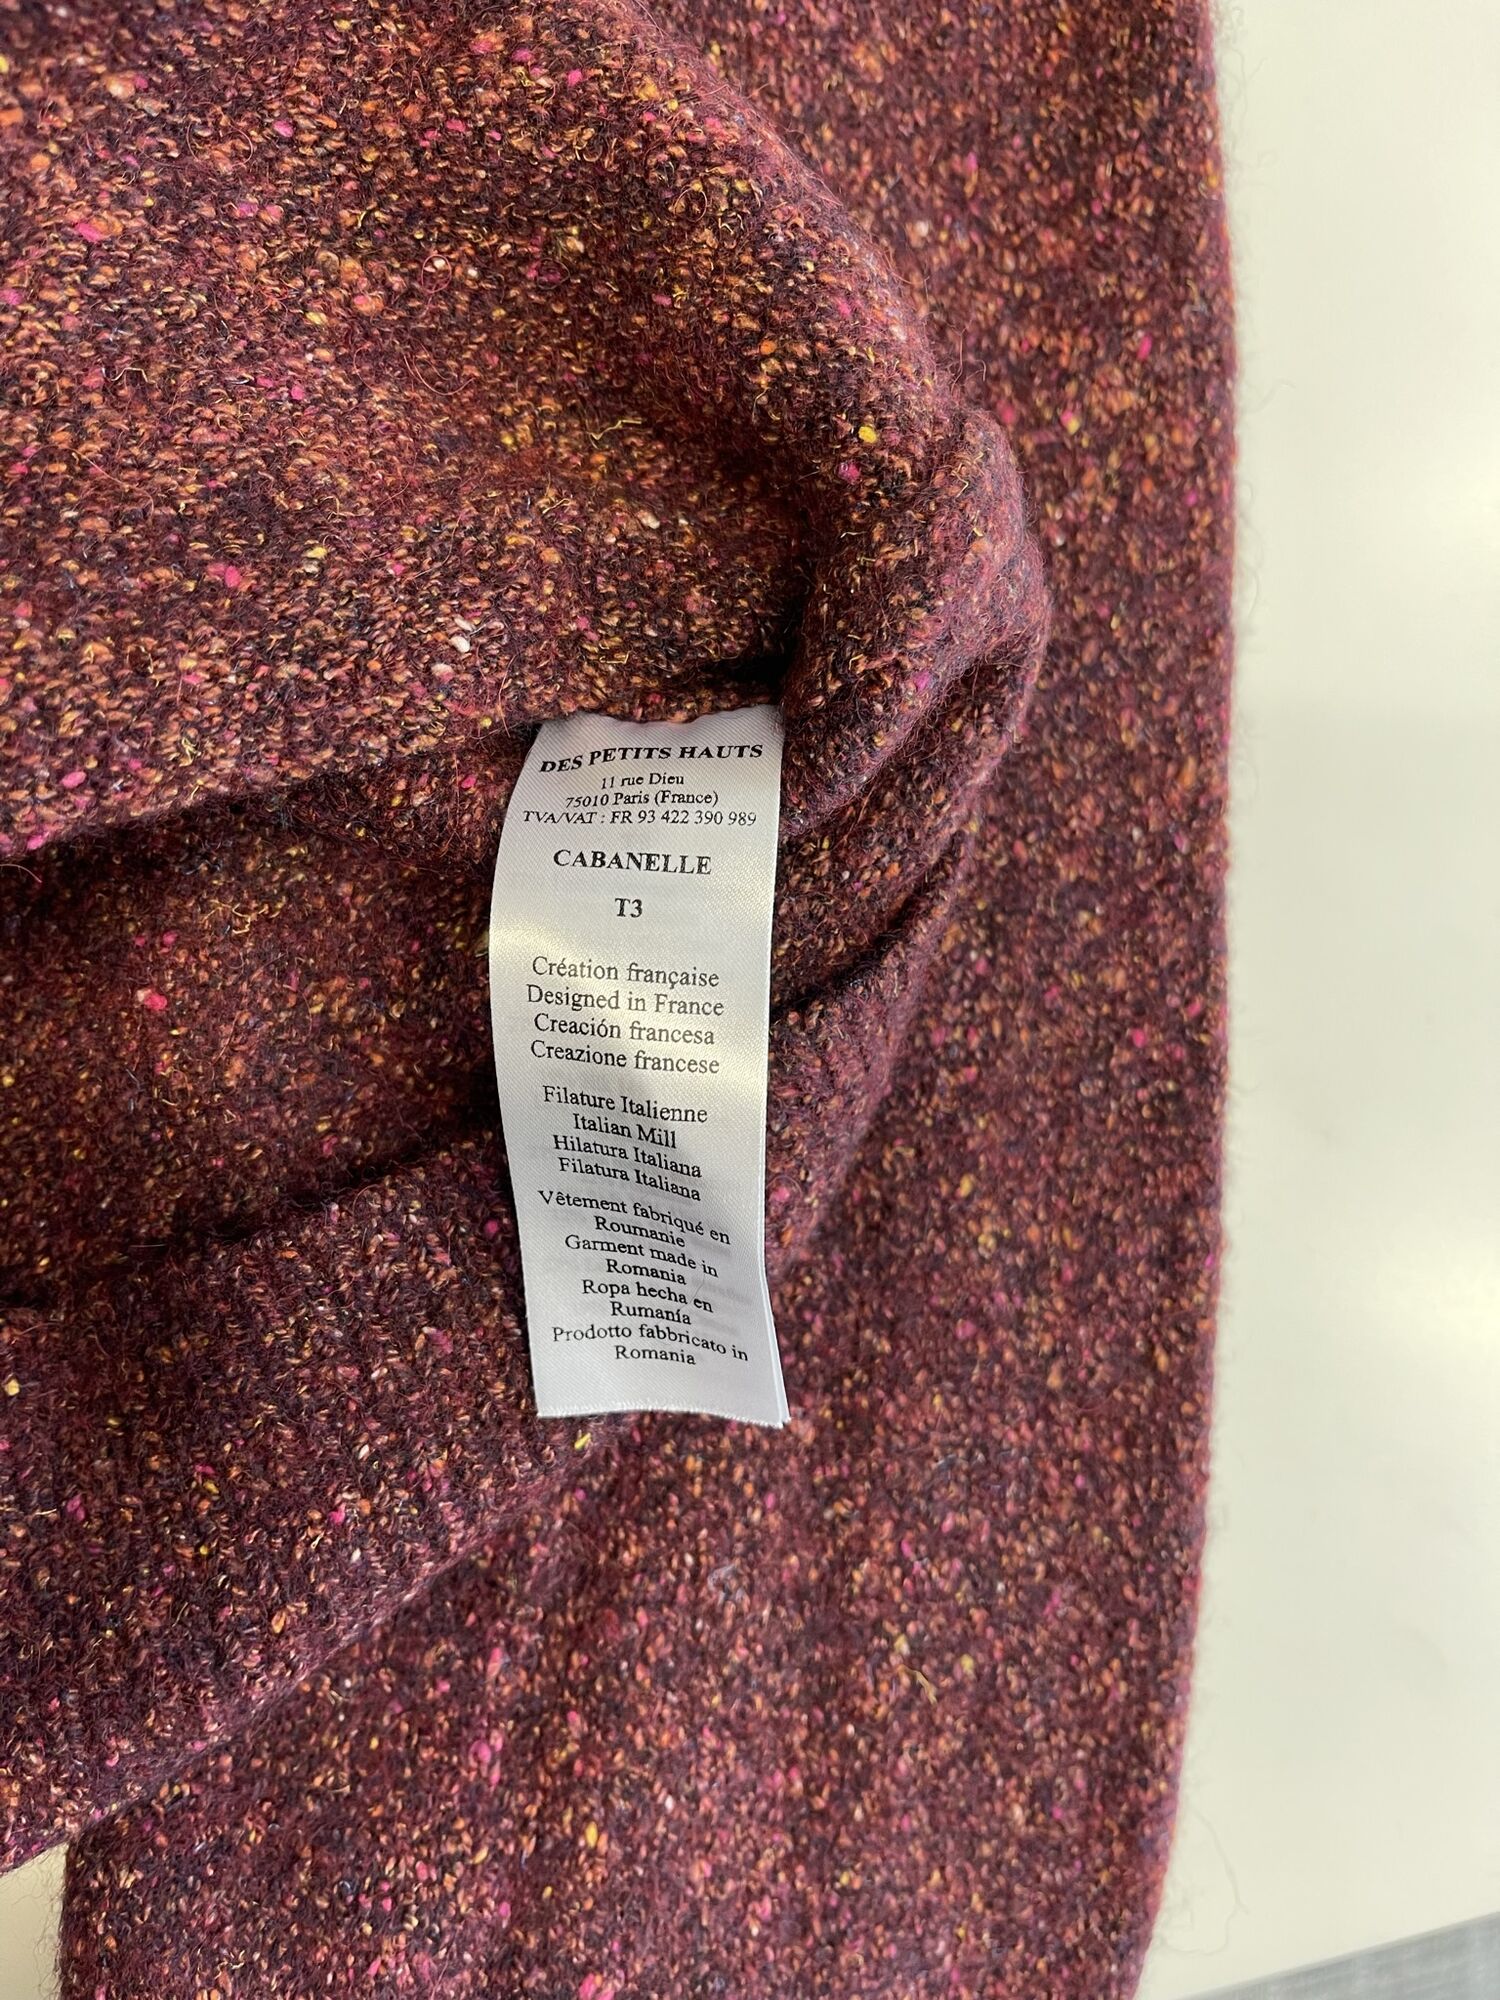 DES PETITS HAUTS
11 rue Dieu
75010 Paris (France)
TVA/VAT : FR 93 422 390 989
CABANELLE
T3
Création française
Designed in France
Creación francesa
Creazione francese
Filature Italienne
Italian Mill
Hilatura Italiana
Filatura Italiana
Vêtement fabriqué en
Roumanie
Garment made in
Romania
Ropa hecha en
Rumanía
Prodotto fabbricato in
Romania